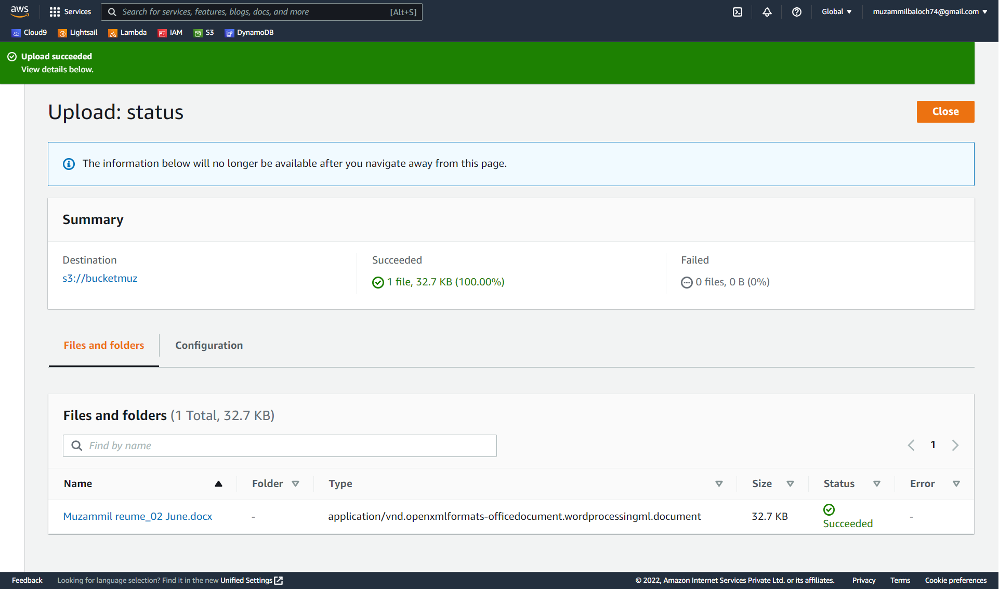 aws Services Search for services, features, blogs, docs, and more [Alt+S] Global muzammilbaloch74@gmail.com
Cloud9 Lightsail Lambda IAM S3 DynamoDB
Upload succeeded
View details below.
Upload: status Close
The information below will no longer be available after you navigate away from this page.
Summary
Destination Succeeded Failed
s3://bucketmuz 1 file, 32.7 KB (100.00%) 0 files, 0 B (0%)
Files and folders Configuration
Files and folders (1 Total, 32.7 KB)
Find by name 1
Name Folder Type Size Status Error
Muzammil reume_02 June.docx - application/vnd.openxmlformats-officedocument.wordprocessingml.document 32.7 KB Succeeded -
Feedback Looking for language selection? Find it in the new Unified Settings © 2022, Amazon Internet Services Private Ltd. or its affiliates. Privacy Terms Cookie preferences